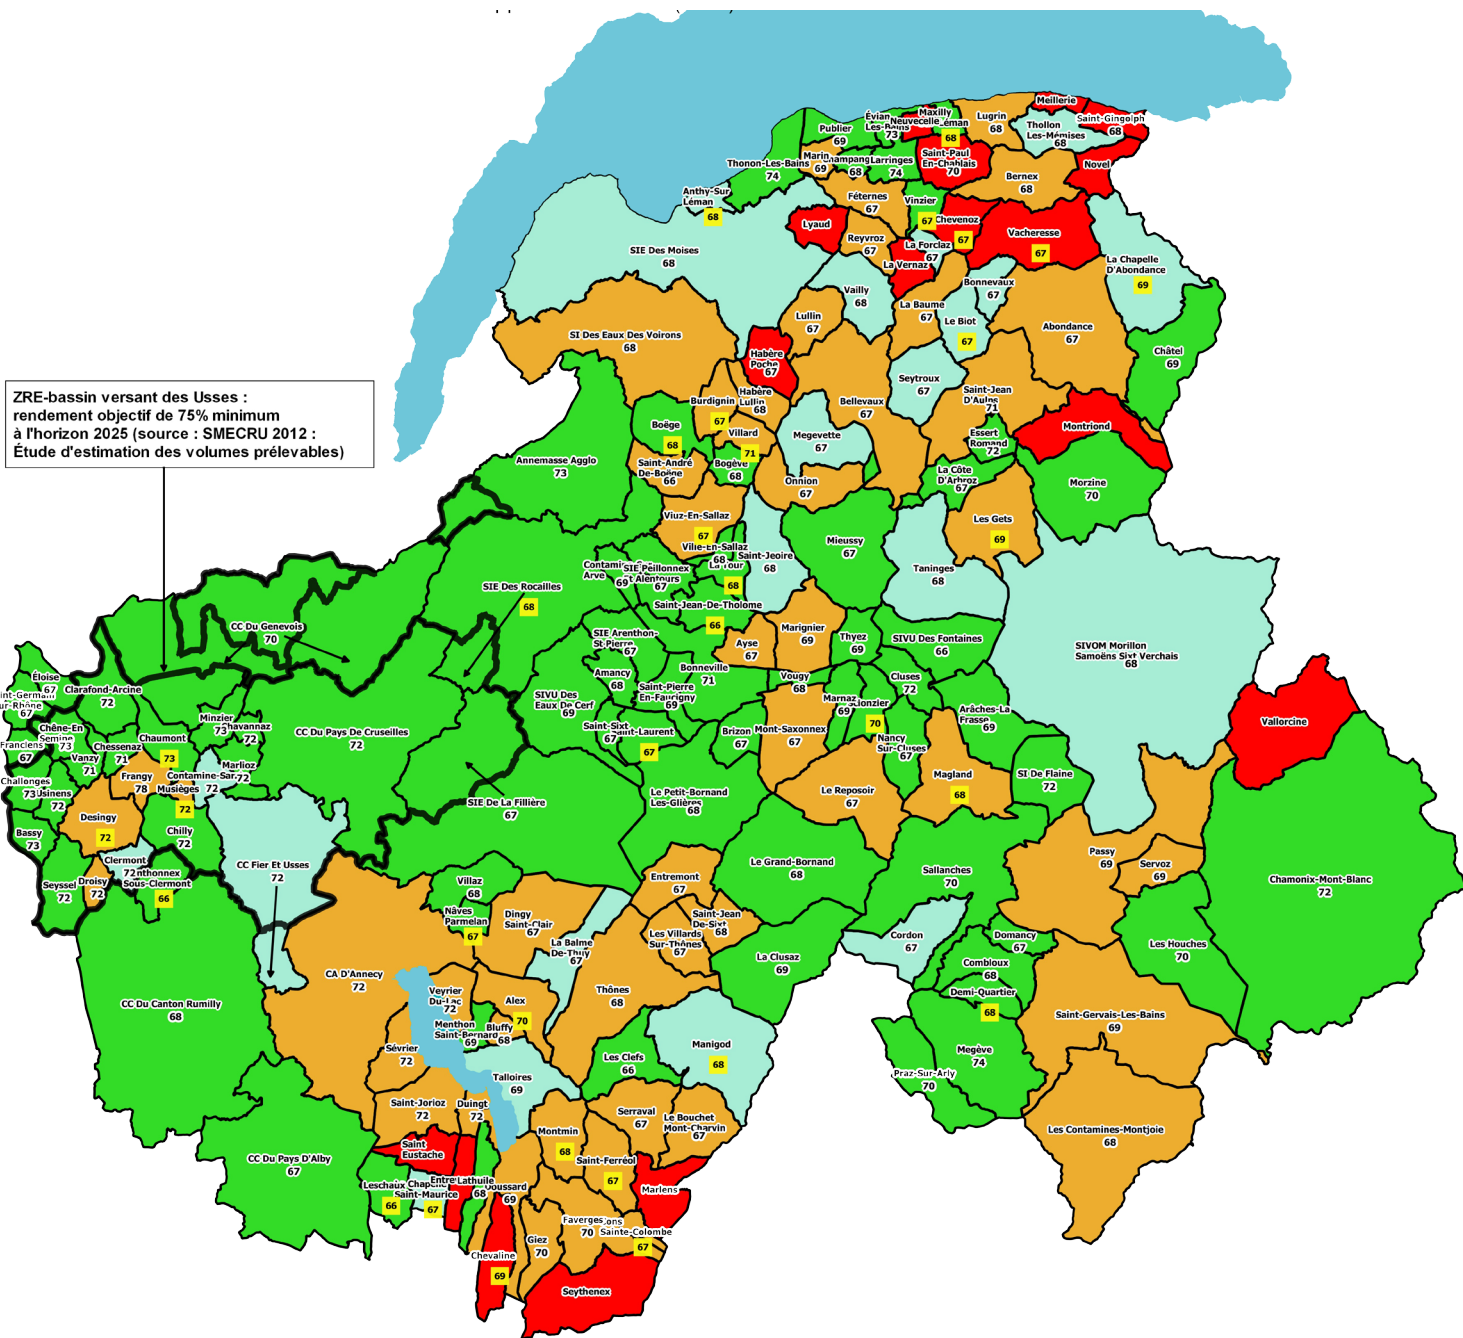 Meillerie
Maxilly
Léman
68
Lugrin
68
Saint-Gingolph
68
Thollon
Les-Mémises
68
Évian
Les-Bains
73
Neuvecelle
Publier
69
Marin
69
68
Larringes
74
Saint-Paul
En-Chablais
70
Novel
Bernex
68
Thonon-Les-Bains
74
Anthy-Sur
Léman
68
Féternes
67
Vinzier
67
Chevenoz
67
Vacheresse
67
Lyaud
Reyvroz
67
La Forclaz
67
La Vernaz
SIE Des Moises
68
La Chapelle
D'Abondance
69
Vailly
68
Bonnevaux
67
La Baume
67
Le Biot
67
Abondance
67
Lullin
67
SI Des Eaux Des Voirons
68
Châtel
69
Habère
Poche
67
Seytroux
67
ZRE-bassin versant des Usses :
rendement objectif de 75% minimum
à l'horizon 2025 (source : SMECRU 2012 :
Étude d'estimation des volumes prélevables)
Habère
Lullin
68
Burdignin
67
Bellevaux
67
Saint-Jean
D'Aulps
71
Boëge
68
Villard
71
Megevette
67
Essert
Romand
72
Montriond
Annemasse Agglo
73
Saint-André
De-Boëge
66
Bogève
68
Onnion
67
La Côte
D'Arbroz
67
Morzine
70
Viuz-En-Sallaz
67
Les Gets
69
Ville-En-Sallaz
68
Saint-Jeoire
68
Mieussy
67
Taninges
68
La Tour
68
Arve
69
SIE Peillonnex
Et Alentours
67
SIE Des Rocailles
68
Saint-Jean-De-Tholome
66
CC Du Genevois
70
SIE Arenthon-
St-Pierre
67
Ayse
67
Marignier
69
Thyez
69
SIVU Des Fontaines
66
SIVOM Morillon
Samoëns Sixt Verchais
68
Éloise
67
67
Clarafond-Arcine
72
Amancy
68
Bonneville
71
Vougy
68
Cluses
72
Saint-Pierre
En-Faucigny
69
SIVU Des
Eaux De Cerf
69
Marnaz
69
70
Arâches-La
Frasse
69
Vallorcine
Minzier
73
72
Chêne-En
Semine
73
Franciens
67
Chessenaz
71
Chaumont
73
CC Du Pays De Cruseilles
72
Saint-Sixt
67
Saint-Laurent
67
Brizon
67
Mont-Saxonnex
67
Nancy
Sur-Cluses
67
Vanzy
71
Marlioz
72
Frangy
78
72
Musièges
72
Magland
68
SI De Flaine
72
Challonges
73
Usinens
72
Le Petit-Bornand
Les-Glières
68
Le Reposoir
67
SIE De La Fillière
67
Desingy
72
Bassy
73
Chilly
72
Clermont
72
Sous-Clermont
66
CC Fier Et Usses
72
Le Grand-Bornand
68
Passy
69
Servoz
69
Sallanches
70
Chamonix-Mont-Blanc
72
Seyssel
72
Droisy
72
Villaz
68
Entremont
67
Nâves
Parmelan
67
Dingy
Saint-Clair
67
Saint-Jean
De-Sixt
68
Les Villards
Sur-Thônes
67
Cordon
67
Domancy
67
Les Houches
70
La Balme
De-Thuy
67
La Clusaz
69
Combloux
68
CA D'Annecy
72
Demi-Quartier
68
CC Du Canton Rumilly
68
Veyrier
Du-Lac
72
Alex
70
Thônes
68
Saint-Gervais-Les-Bains
69
Menthon
Saint-Bernard
69
Bluffy
68
Manigod
68
Sévrier
72
Les Clefs
66
Megève
74
Praz-Sur-Arly
70
Talloires
69
Saint-Jorioz
72
Duingt
72
Serraval
67
Le Bouchet
Mont-Charvin
67
Les Contamines-Montjoie
68
Montmin
68
Saint
Eustache
Saint-Ferréol
67
CC Du Pays D'Alby
67
Leschaux
66
Saint-Maurice
67
Lathuile
68
Doussard
69
Marlens
Faverges
70
Sainte-Colombe
67
Giez
70
Chevaline
69
Seythenex